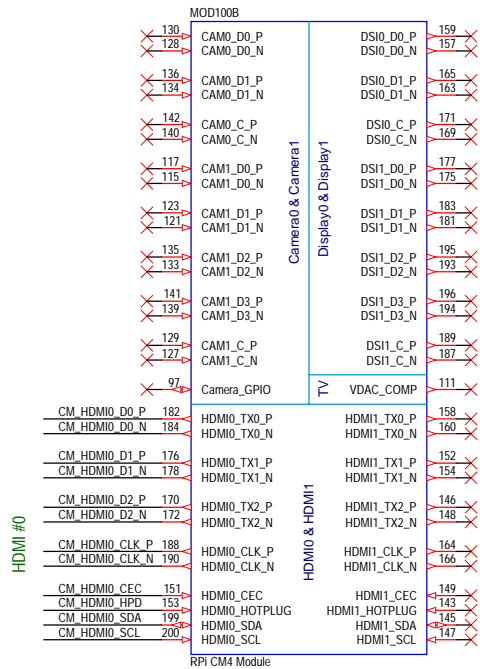 MOD100B
130 CAM0_D0_P DSI0_D0_P 159
128 CAM0_D0_N DSI0_D0_N 157
136 CAM0_D1_P DSI0_D1_P 165
134 CAM0_D1_N DSI0_D1_N 163
142 CAM0_C_P DSI0_C_P 171
140 CAM0_C_N DSI0_C_N 169
117 CAM1_D0_P DSI1_D0_P 177
115 CAM1_D0_N DSI1_D0_N 175
123 CAM1_D1_P DSI1_D1_P 183
121 CAM1_D1_N DSI1_D1_N 181
135 CAM1_D2_P DSI1_D2_P 195
133 CAM1_D2_N DSI1_D2_N 193
141 CAM1_D3_P DSI1_D3_P 196
139 CAM1_D3_N DSI1_D3_N 194
129 CAM1_C_P DSI1_C_P 189
127 CAM1_C_N DSI1_C_N 187
Camera0 & Camera1
Display0 & Display1
97 Camera_GPIO TV VDAC_COMP 111
CM_HDMI0_D0_P 182 HDMI0_TX0_P HDMI1_TX0_P 158
CM_HDMI0_D0_N 184 HDMI0_TX0_N HDMI1_TX0_N 160
CM_HDMI0_D1_P 176 HDMI0_TX1_P HDMI1_TX1_P 152
CM_HDMI0_D1_N 178 HDMI0_TX1_N HDMI1_TX1_N 154
CM_HDMI0_D2_P 170 HDMI0_TX2_P HDMI1_TX2_P 146
CM_HDMI0_D2_N 172 HDMI0_TX2_N HDMI1_TX2_N 148
CM_HDMI0_CLK_P 188 HDMI0_CLK_P HDMI1_CLK_P 164
CM_HDMI0_CLK_N 190 HDMI0_CLK_N HDMI1_CLK_N 166
CM_HDMI0_CEC 151 HDMI0_CEC HDMI1_CEC 149
CM_HDMI0_HPD 153 HDMI0_HOTPLUG HDMI1_HOTPLUG 143
CM_HDMI0_SDA 199 HDMI0_SDA HDMI1_SDA 145
CM_HDMI0_SCL 200 HDMI0_SCL HDMI1_SCL 147
HDMI #0
HDMI0 & HDMI1
RPi CM4 Module